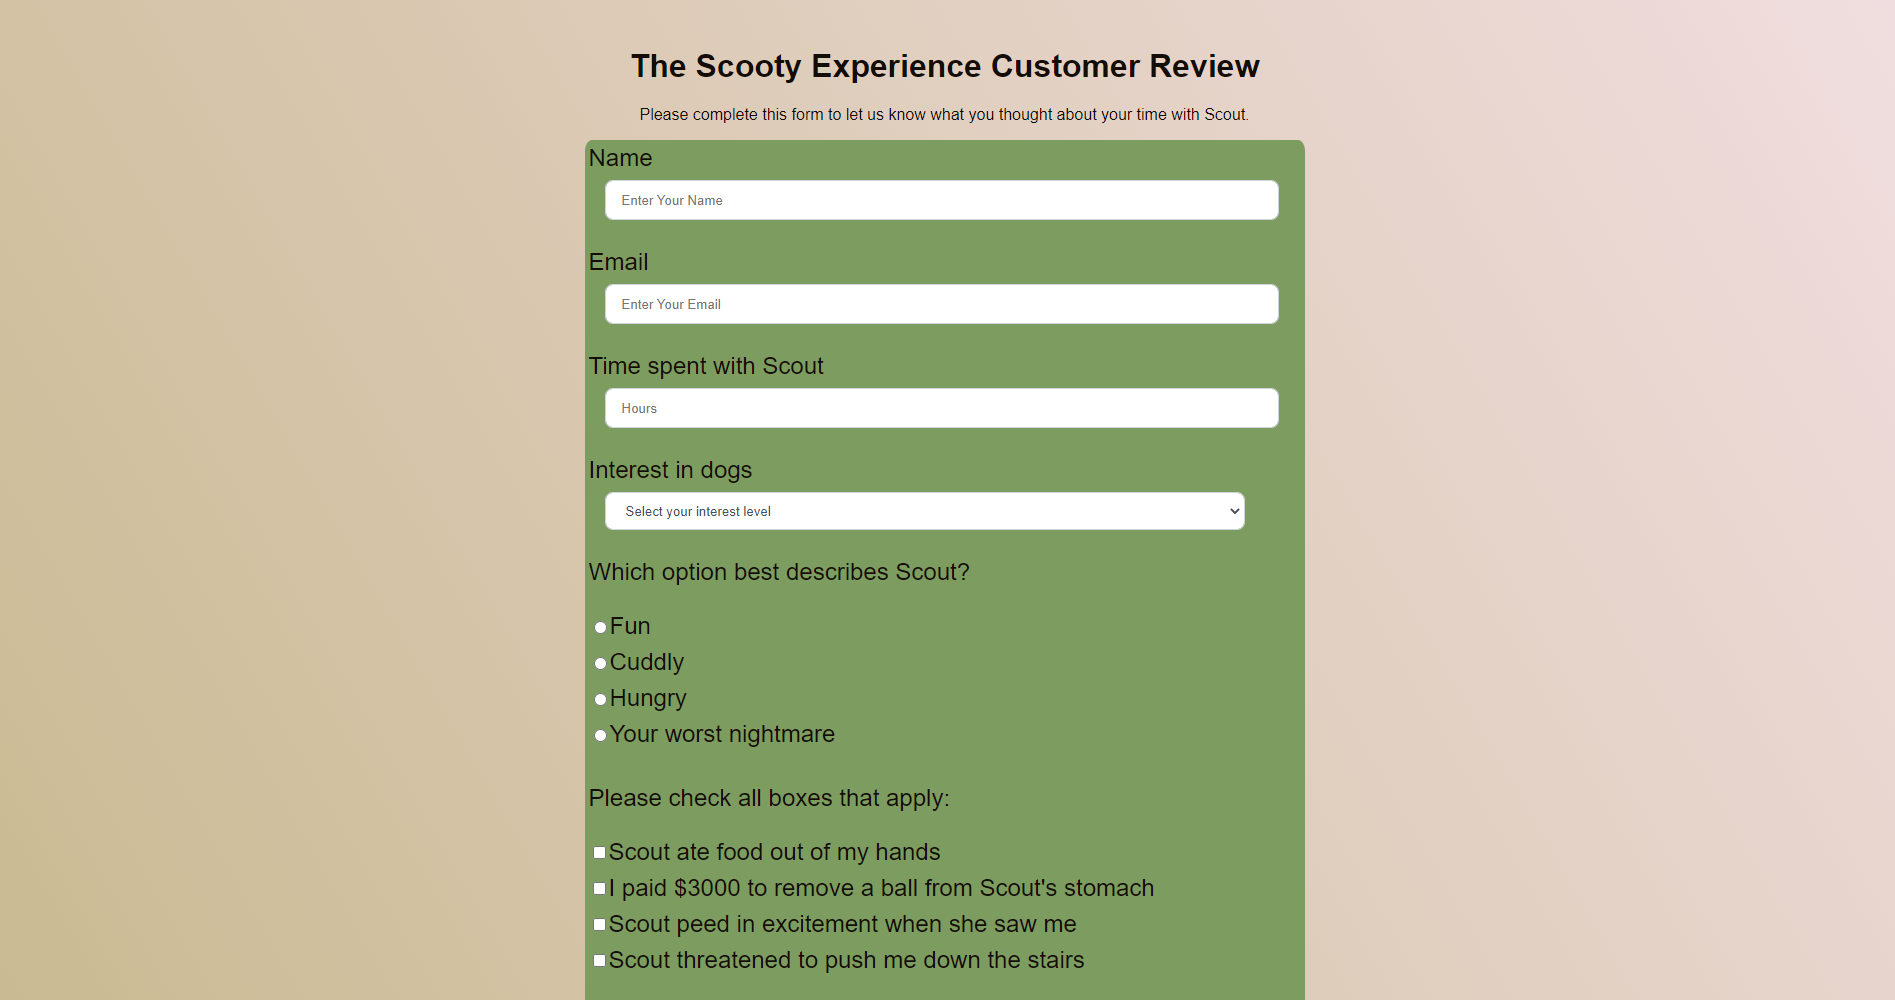 The Scooty Experience Customer Review
Please complete this form to let us know what you thought about your time with Scout.
Name
Enter Your Name
Email
Enter Your Email
Time spent with Scout
Hours
Interest in dogs
Select your interest level
Which option best describes Scout?
Fun
Cuddly
Hungry
Your worst nightmare
Please check all boxes that apply:
Scout ate food out of my hands
I paid $3000 to remove a ball from Scout's stomach
Scout peed in excitement when she saw me
Scout threatened to push me down the stairs